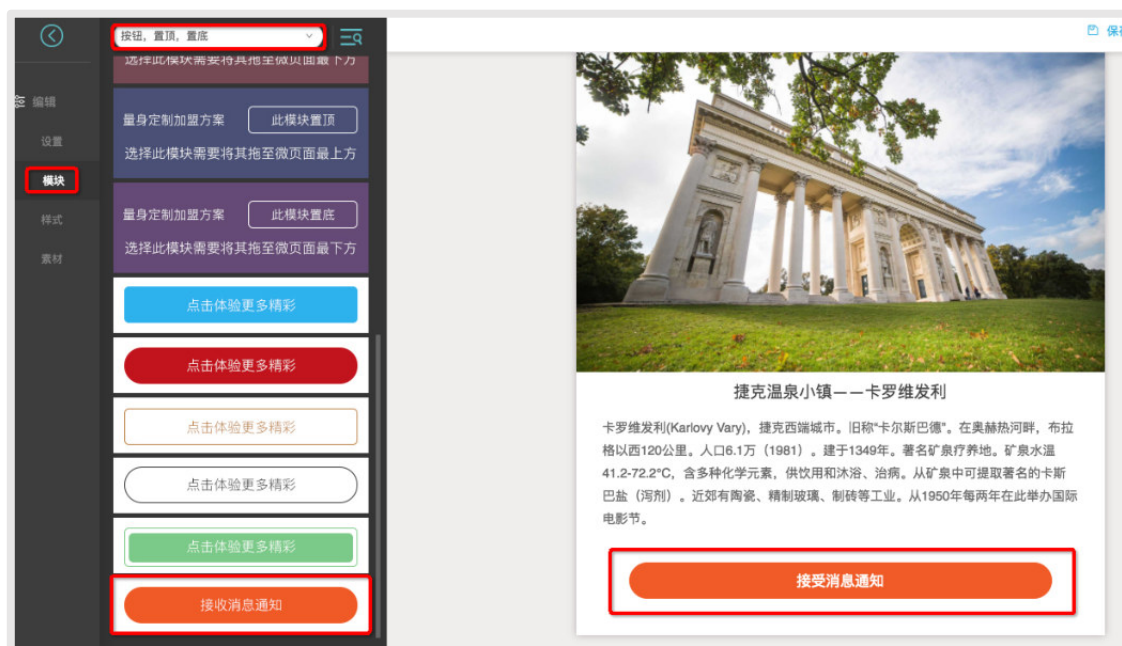 按钮，置顶，置底
保存
编辑
设置
模块
样式
素材
选择此模块需要将其拖至微页面最下方
量身定制加盟方案 此模块置顶
选择此模块需要将其拖至微页面最上方
量身定制加盟方案 此模块置底
选择此模块需要将其拖至微页面最下方
点击体验更多精彩
点击体验更多精彩
点击体验更多精彩
点击体验更多精彩
点击体验更多精彩
接收消息通知
捷克温泉小镇——卡罗维发利
卡罗维发利(Karlovy Vary)，捷克西端城市。旧称“卡尔斯巴德”。在奥赫热河畔，布拉
格以西120公里。人口6.1万（1981）。建于1349年。著名矿泉疗养地。矿泉水温
41.2-72.2°C，含多种化学元素，供饮用和沐浴、治病。从矿泉中可提取著名的卡斯
巴盐（泻剂）。近郊有陶瓷、精制玻璃、制砖等工业。从1950年每两年在此举办国际
电影节。
接受消息通知